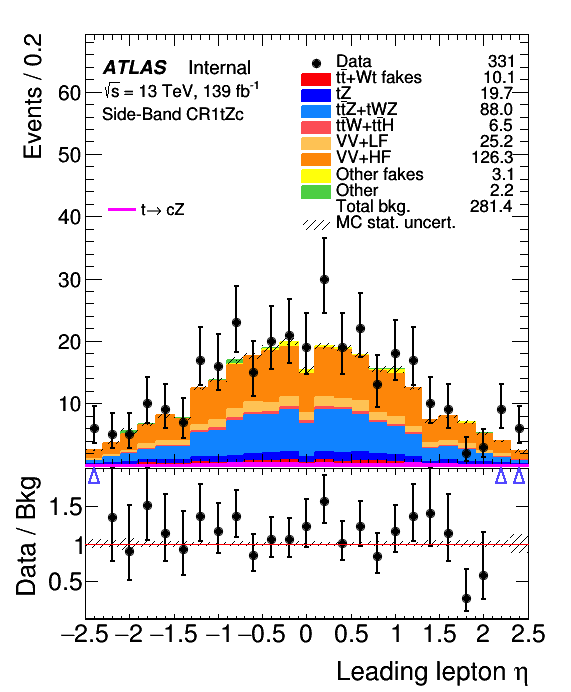 Events / 0.2
60
50
40
30
20
10
ATLAS Internal
√s = 13 TeV, 139 fb⁻¹
Side-Band CR1tZc
t→ cZ
Data 331
tt̄+Wt fakes 10.1
tZ 19.7
tt̄Z+tWZ 88.0
tt̄W+tt̄H 6.5
VV+LF 25.2
VV+HF 126.3
Other fakes 3.1
Other 2.2
Total bkg. 281.4
MC stat. uncert.
Data / Bkg
1.5
1
0.5
−2.5 −2 −1.5 −1 −0.5 0 0.5 1 1.5 2 2.5
Leading lepton η